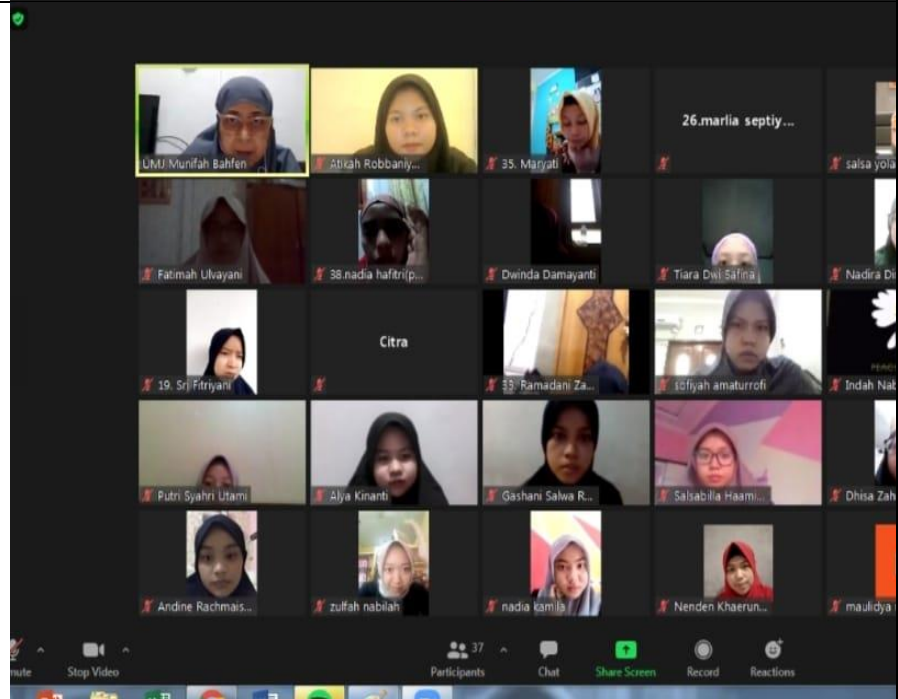 UMJ Munifah Bahfen
Atikah Robbaniy...
35. Maryati
26.marlia septiy...
salsa yola
Fatimah Ulvayani
38.nadia hafitri(p...
Dwinda Damayanti
Tiara Dwi Safina
Nadira Di
19. Sri Fitriyani
Citra
33. Ramadani Za...
sofiyah amaturrofi
Indah Nab
Putri Syahri Utami
Alya Kinanti
Gashani Salwa R...
Salsabilla Haami...
Dhisa Zah
Andine Rachmais...
zulfah nabilah
nadia kamila
Nenden Khaerun...
maulidya
mute
Stop Video
Participants
37
Chat
Share Screen
Record
Reactions